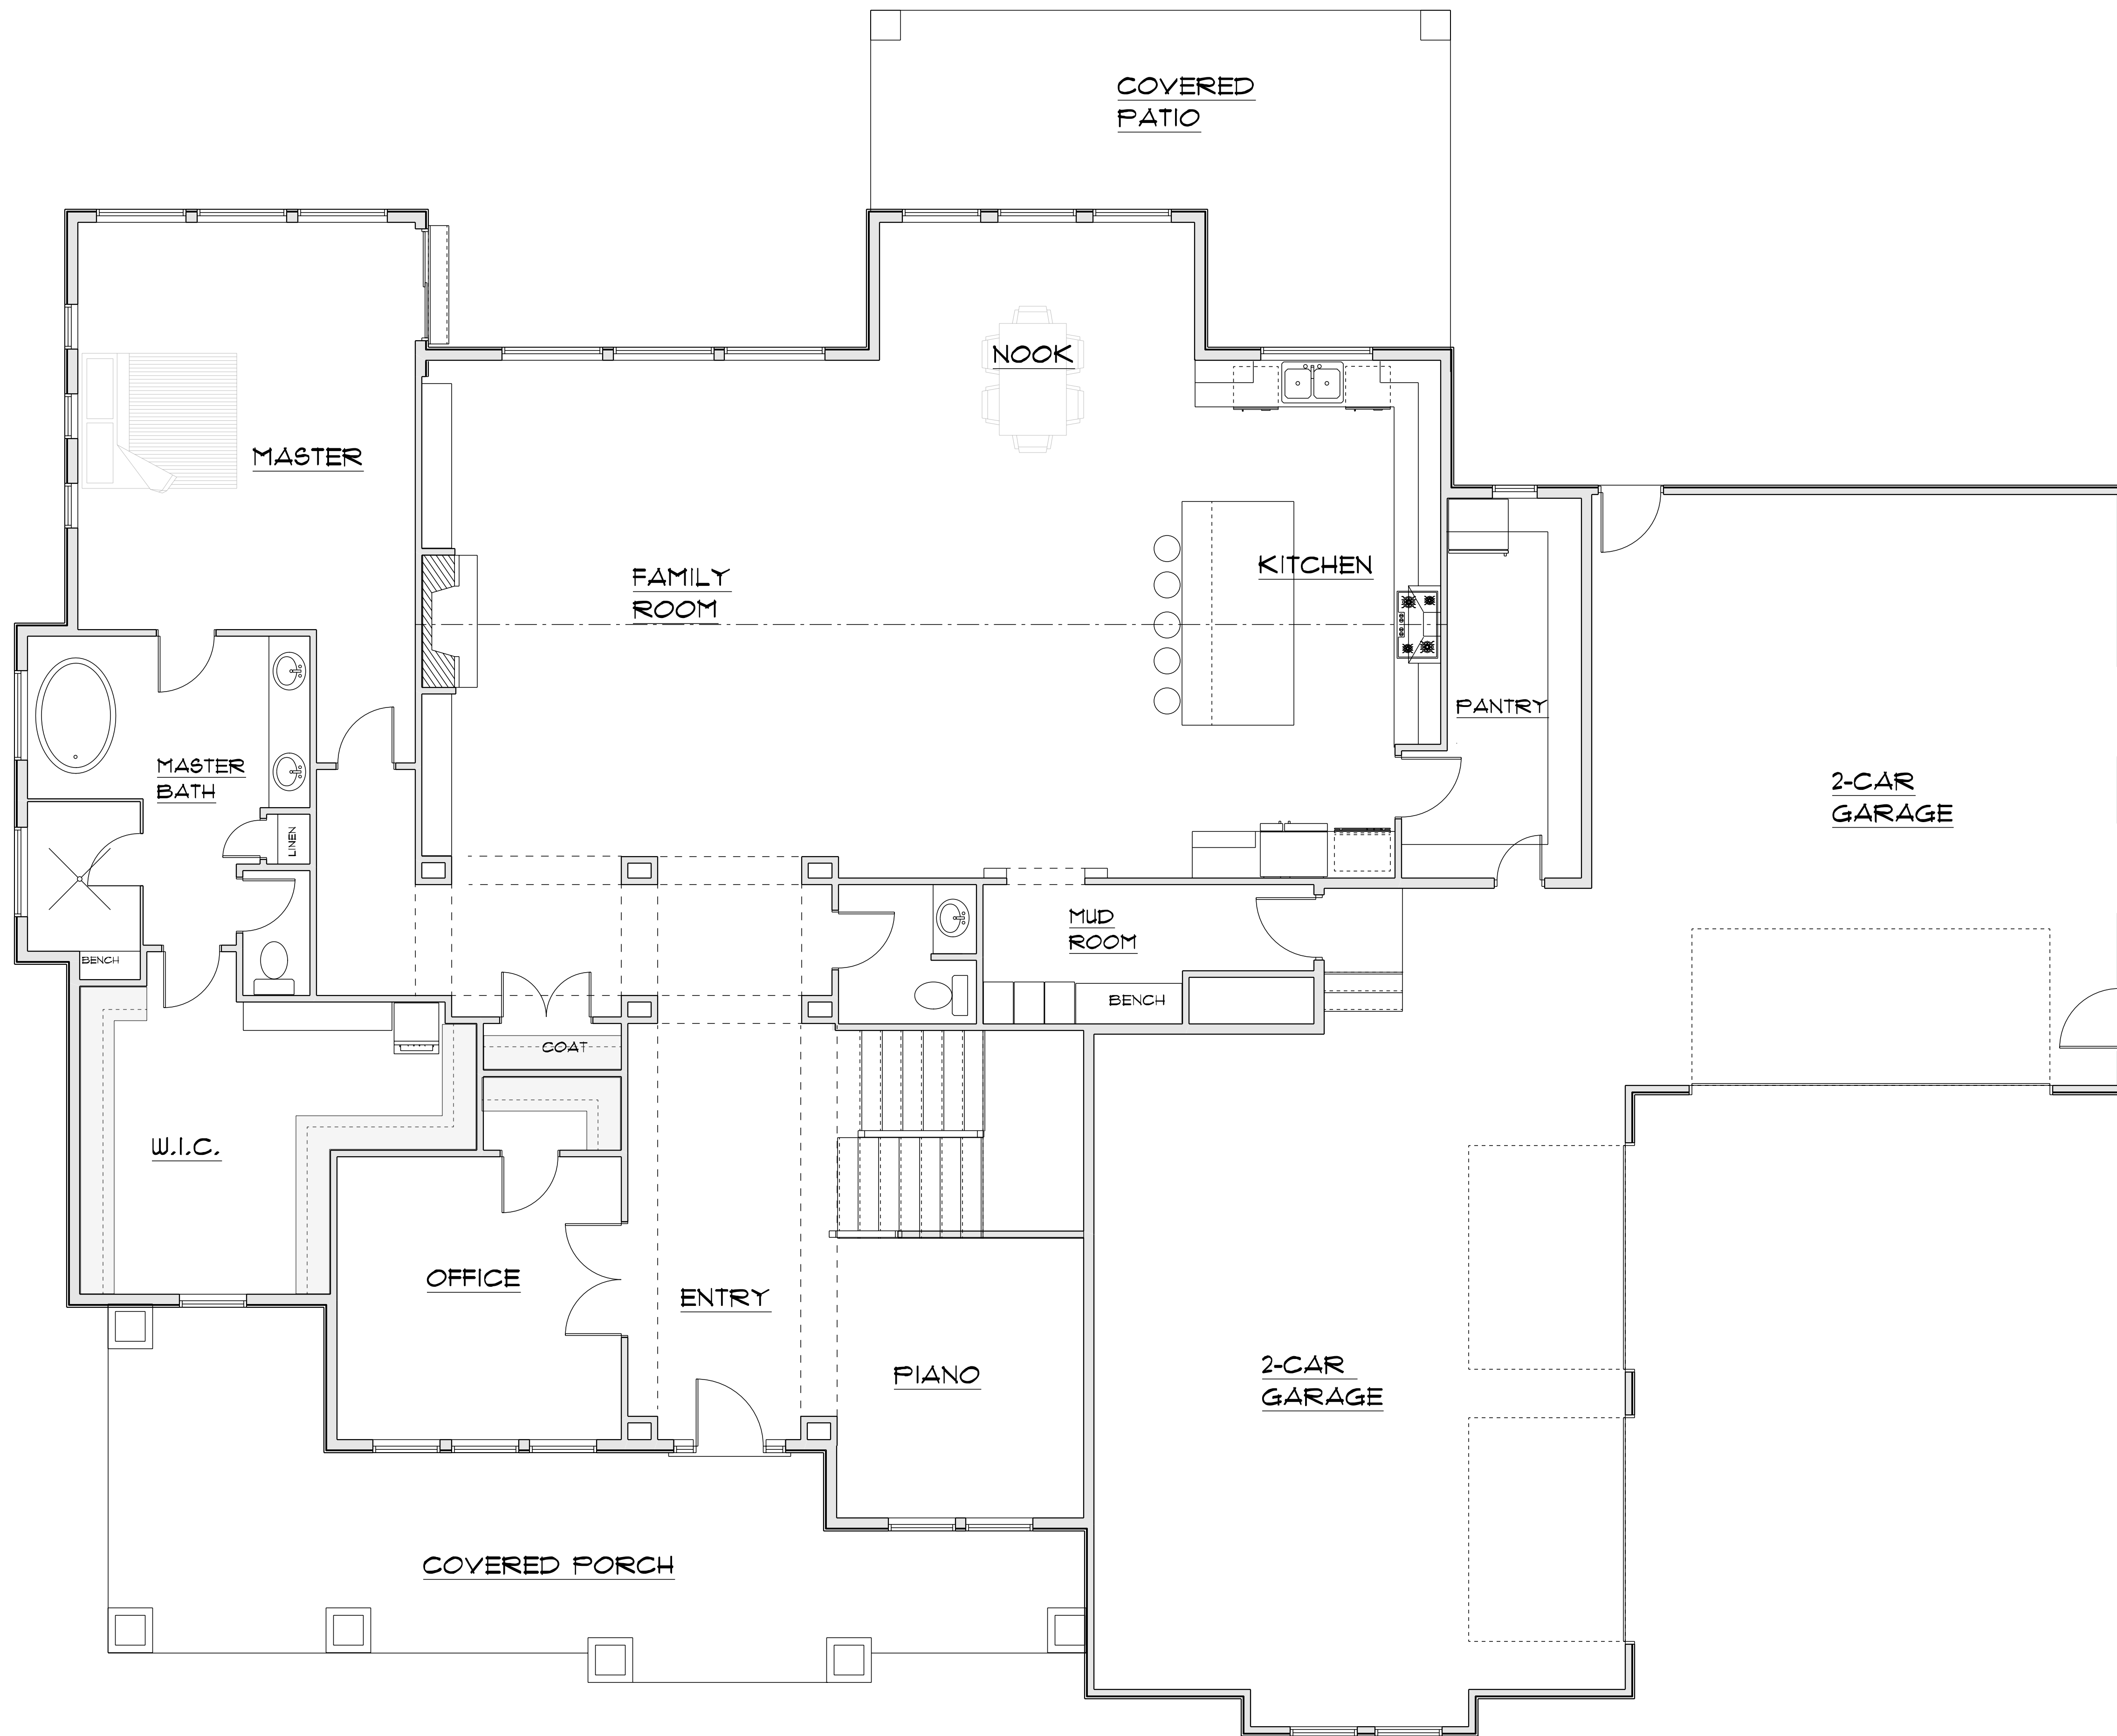 COVERED
PATIO
NOOK
MASTER
FAMILY
ROOM
KITCHEN
PANTRY
MASTER
BATH
2-CAR
GARAGE
LINEN
MUD
ROOM
BENCH
BENCH
COAT
W.I.C.
OFFICE
ENTRY
PIANO
2-CAR
GARAGE
COVERED PORCH